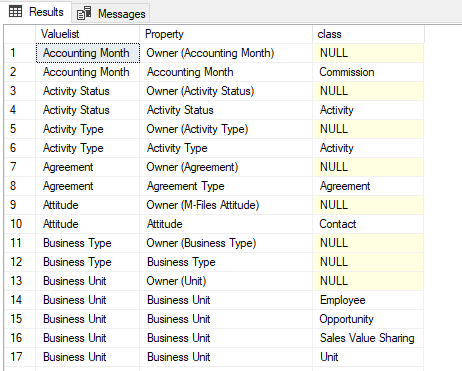 Results Messages
Valuelist Property class
1 Accounting Month Owner (Accounting Month) NULL
2 Accounting Month Accounting Month Commission
3 Activity Status Owner (Activity Status) NULL
4 Activity Status Activity Status Activity
5 Activity Type Owner (Activity Type) NULL
6 Activity Type Activity Type Activity
7 Agreement Owner (Agreement) NULL
8 Agreement Agreement Type Agreement
9 Attitude Owner (M-Files Attitude) NULL
10 Attitude Attitude Contact
11 Business Type Owner (Business Type) NULL
12 Business Type Business Type NULL
13 Business Unit Owner (Unit) NULL
14 Business Unit Business Unit Employee
15 Business Unit Business Unit Opportunity
16 Business Unit Business Unit Sales Value Sharing
17 Business Unit Business Unit Unit